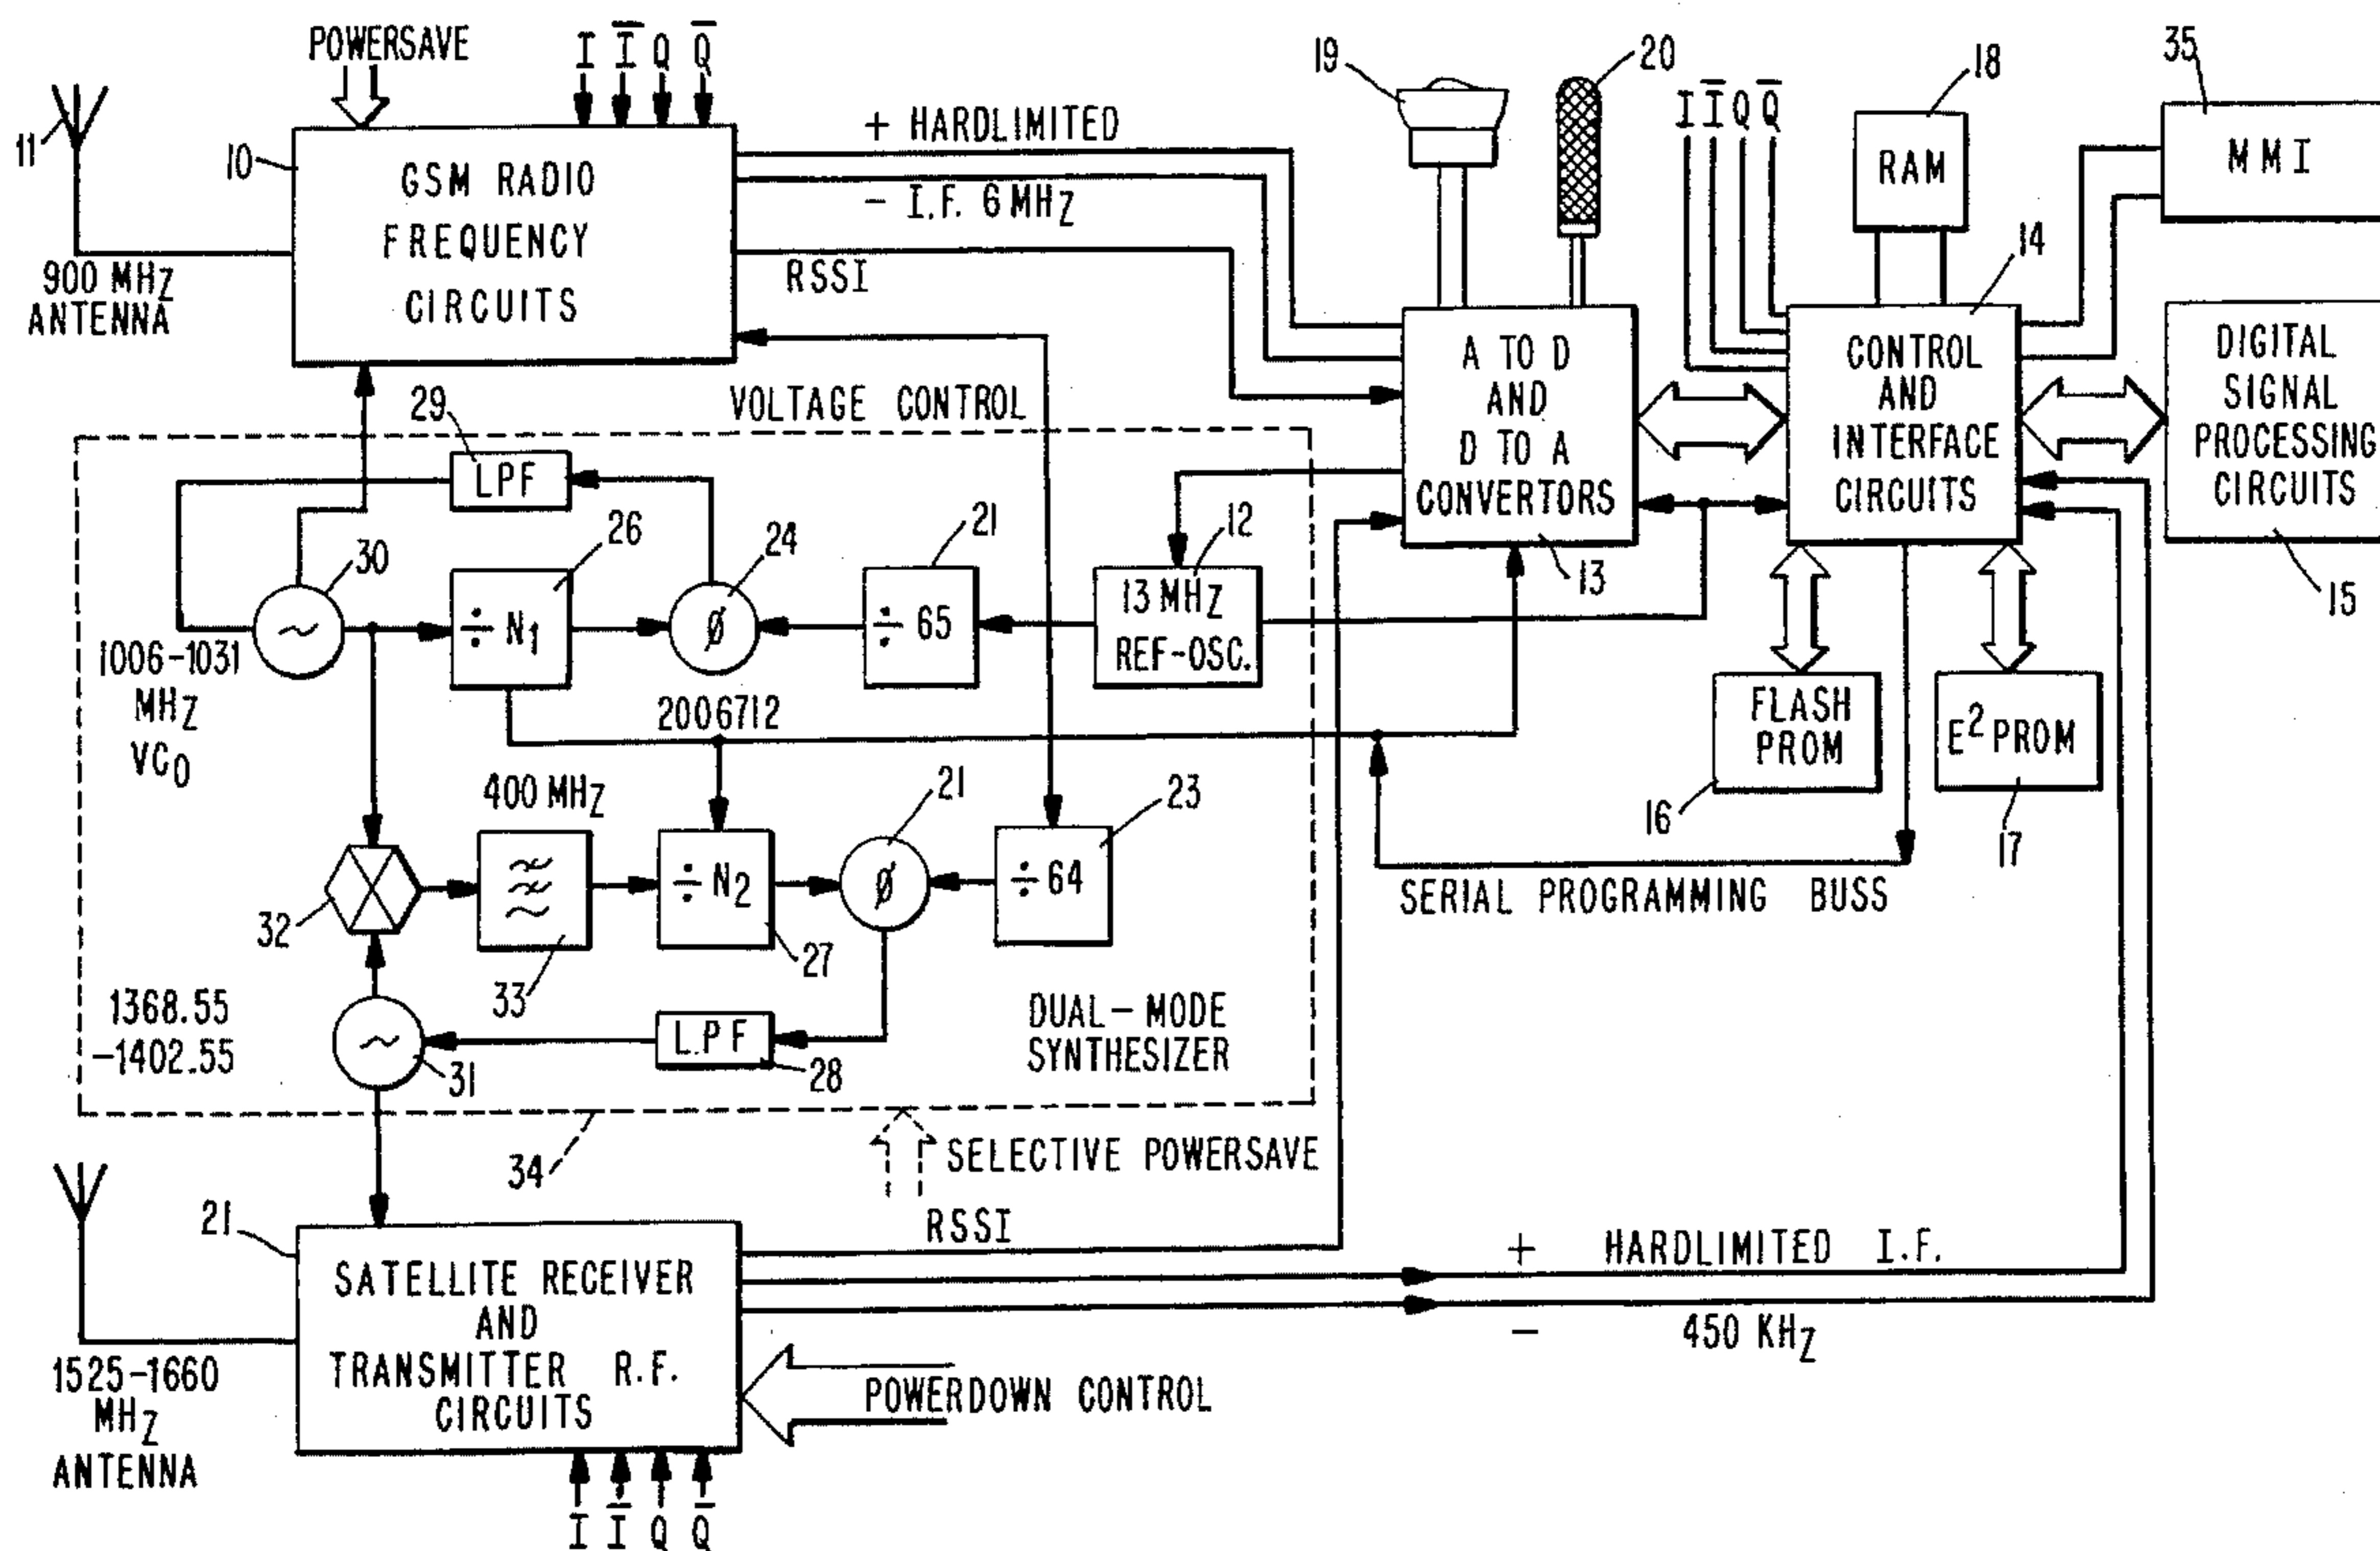 POWERSAVE
I I̅ Q Q̅
11
10
GSM RADIO
FREQUENCY
CIRCUITS
900 MHZ
ANTENNA
+ HARDLIMITED
- I.F. 6 MHZ
RSSI
19
20
I I̅ Q Q̅
18
RAM
35
MMI
14
A TO D
AND
D TO A
CONVERTORS
13
CONTROL
AND
INTERFACE
CIRCUITS
DIGITAL
SIGNAL
PROCESSING
CIRCUITS
15
VOLTAGE CONTROL
29
LPF
30
26
24
21
12
1006-1031
MHZ
VCO
÷ N1
ø
÷ 65
13 MHZ
REF-OSC.
2006712
FLASH
PROM
16
E2 PROM
17
400 MHZ
21
23
32
33
÷ N2
27
ø
÷ 64
SERIAL PROGRAMMING BUSS
1368.55
-1402.55
31
L.P F
28
DUAL-MODE
SYNTHESIZER
34
SELECTIVE POWERSAVE
21
RSSI
SATELLITE RECEIVER
AND
TRANSMITTER R.F.
CIRCUITS
+ HARDLIMITED I.F.
- 450 KHZ
1525-1660
MHZ
ANTENNA
POWERDOWN CONTROL
I I̅ Q Q̅